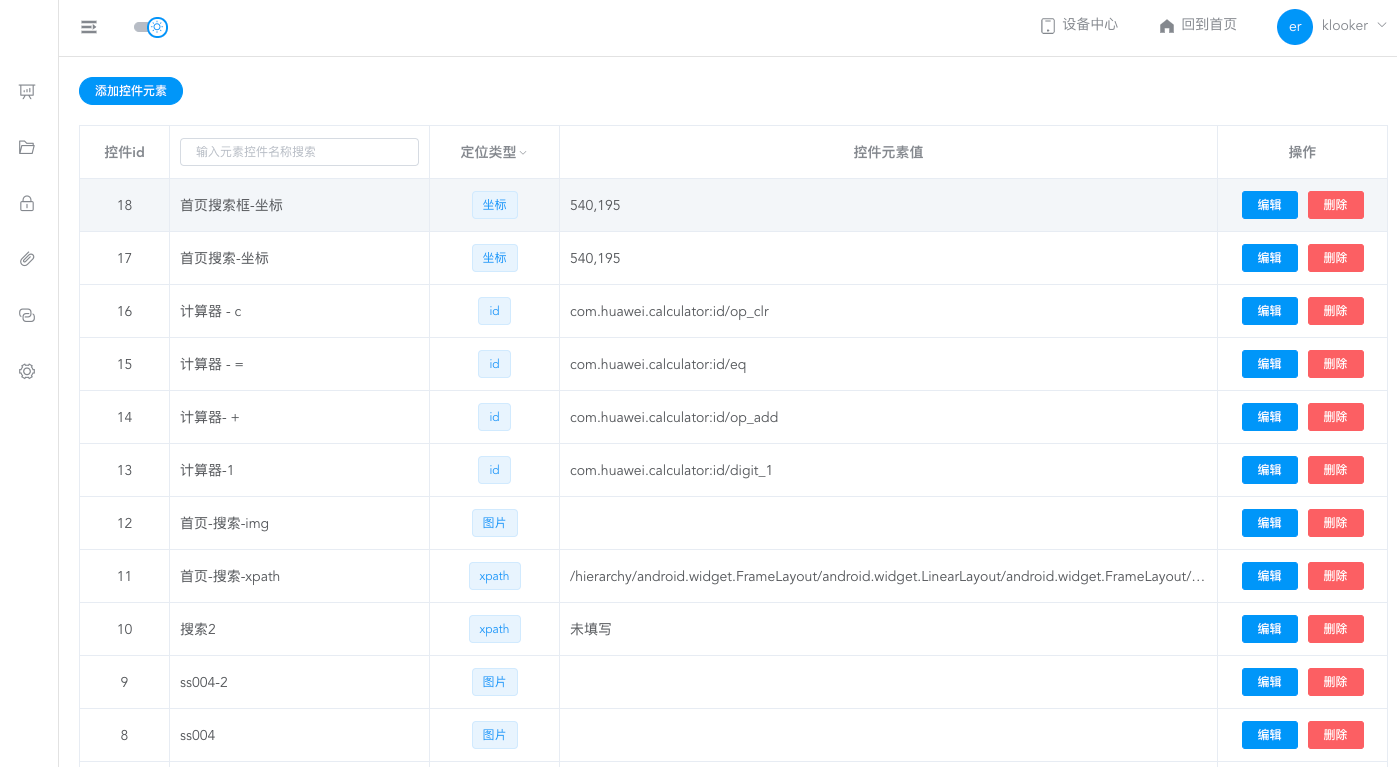 设备中心
回到首页
er
klooker
添加控件元素
控件id 输入元素控件名称搜索 定位类型 控件元素值 操作
18 首页搜索框-坐标 坐标 540,195 编辑 删除
17 首页搜索-坐标 坐标 540,195 编辑 删除
16 计算器 - c id com.huawei.calculator:id/op_clr 编辑 删除
15 计算器 - = id com.huawei.calculator:id/eq 编辑 删除
14 计算器- + id com.huawei.calculator:id/op_add 编辑 删除
13 计算器-1 id com.huawei.calculator:id/digit_1 编辑 删除
12 首页-搜索-img 图片 编辑 删除
11 首页-搜索-xpath xpath /hierarchy/android.widget.FrameLayout/android.widget.LinearLayout/android.widget.FrameLayout/… 编辑 删除
10 搜索2 xpath 未填写 编辑 删除
9 ss004-2 图片 编辑 删除
8 ss004 图片 编辑 删除